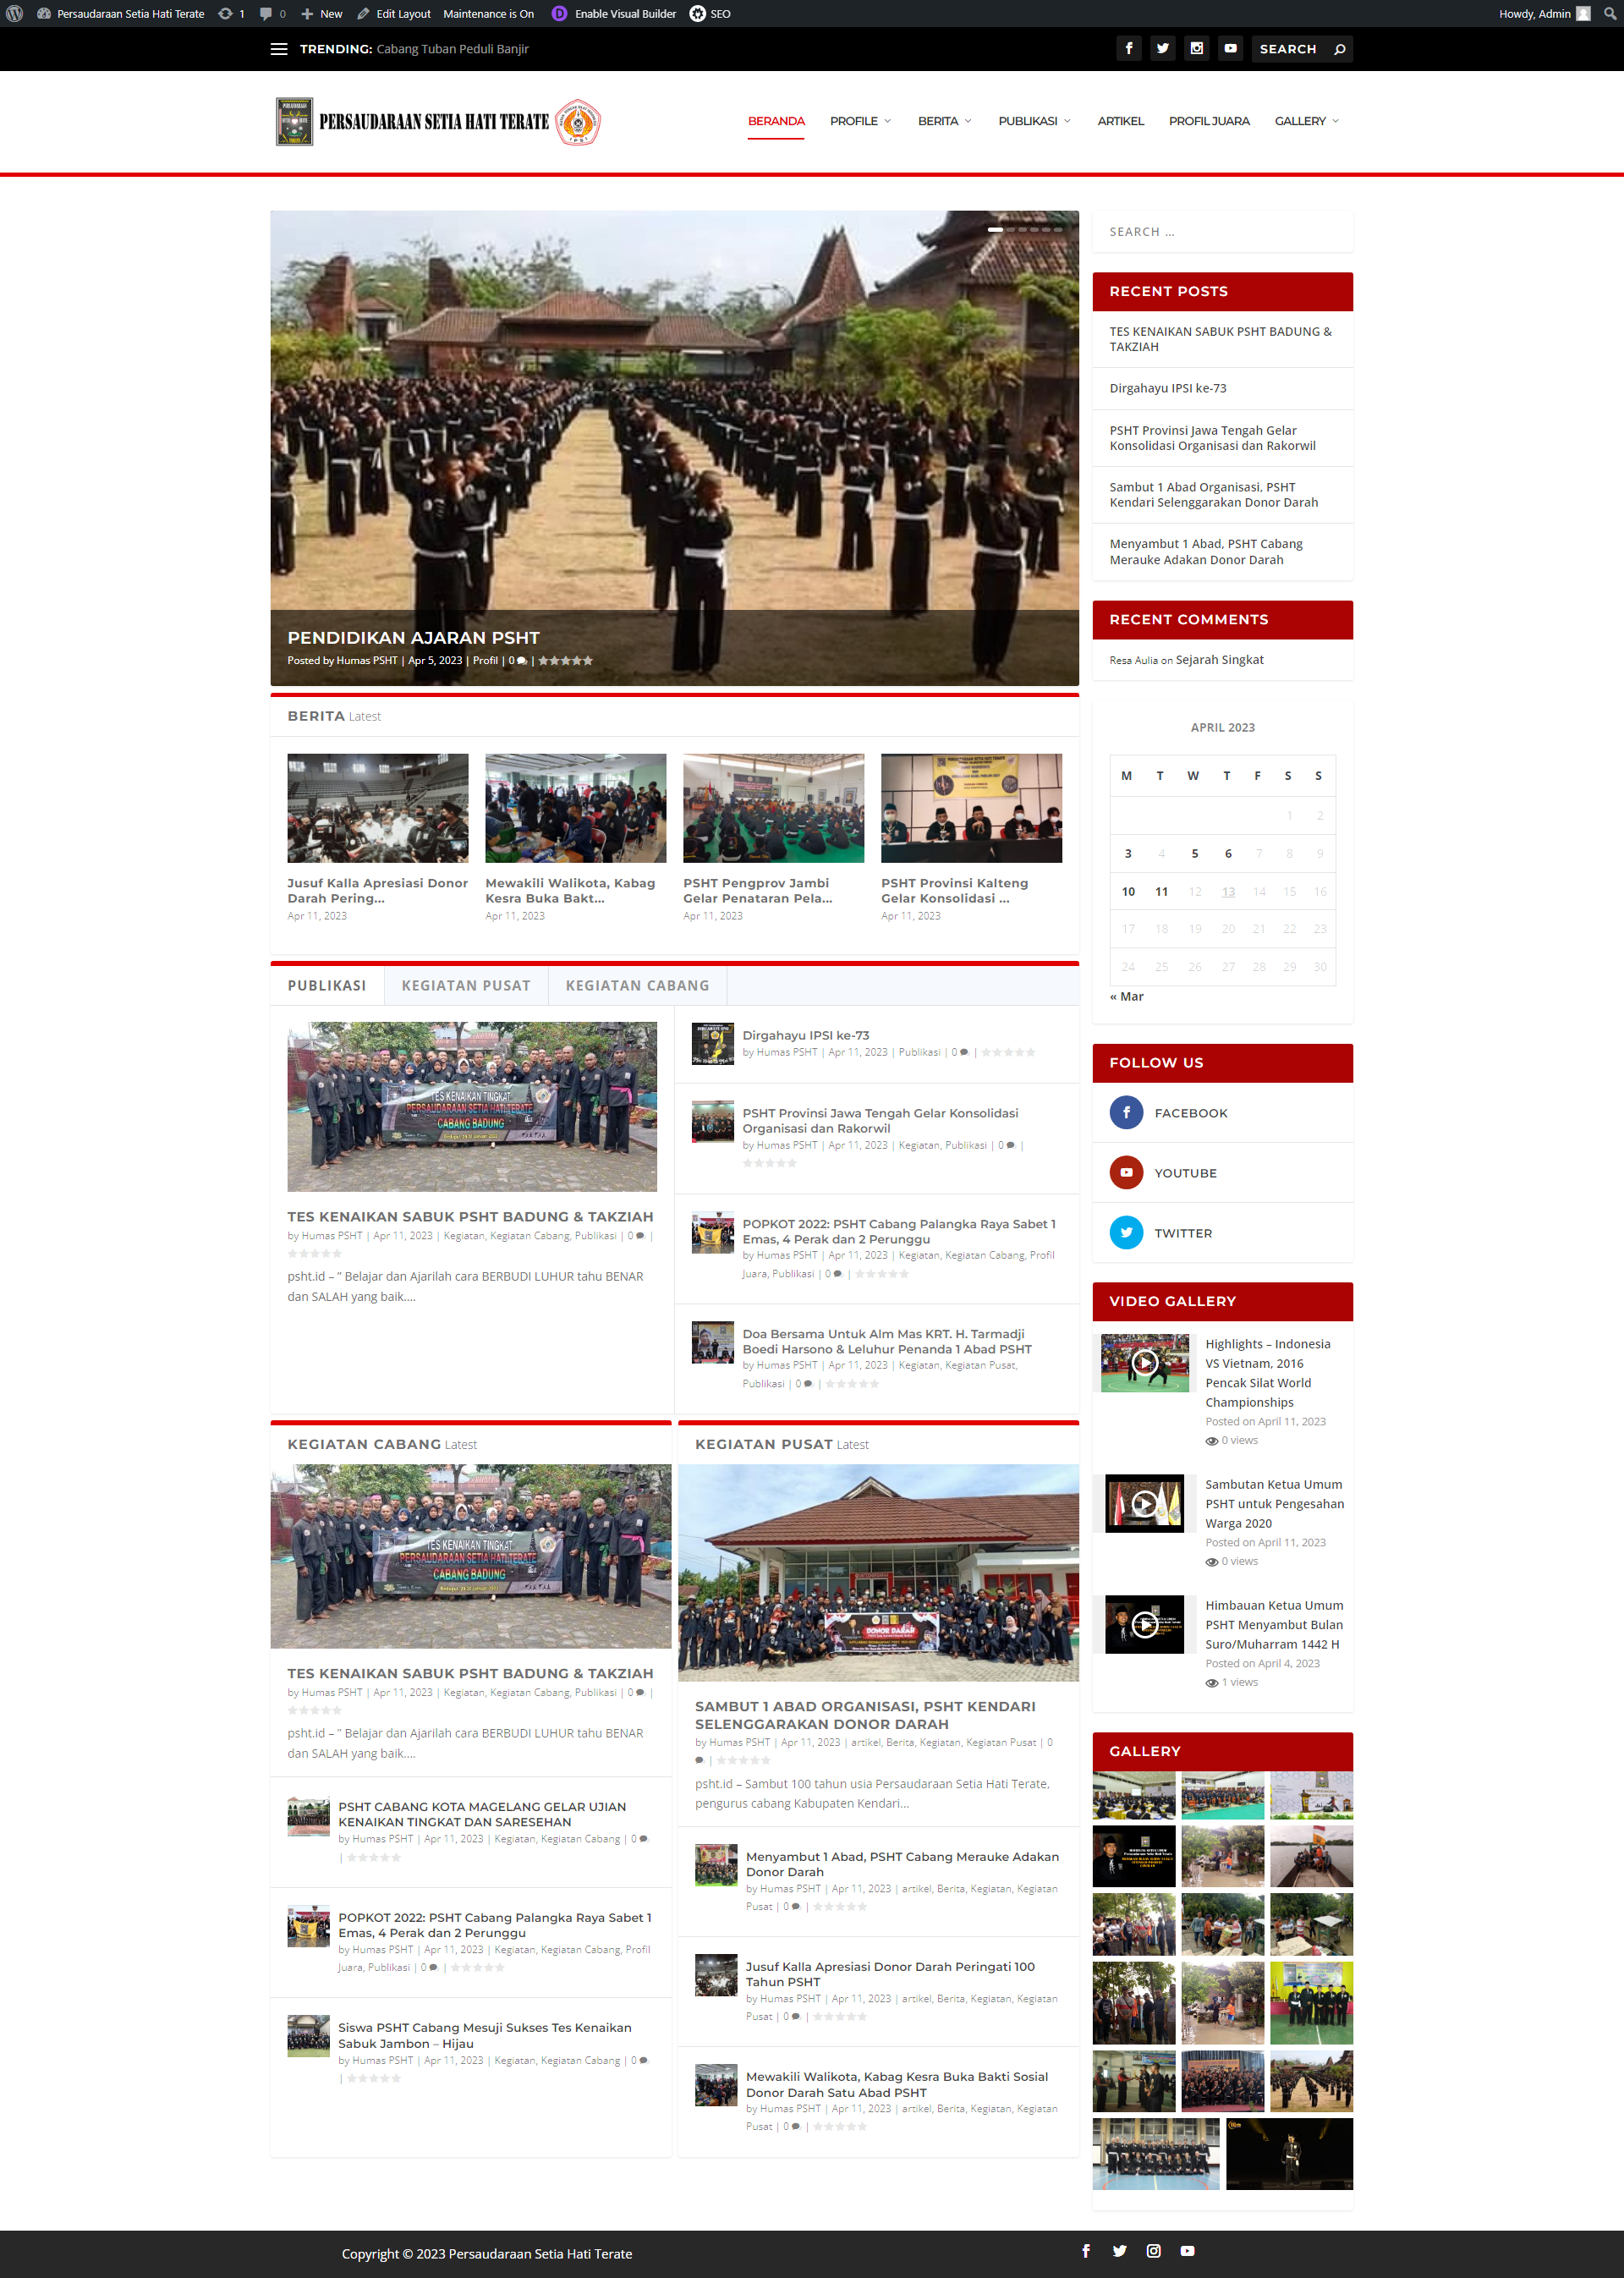 Persaudaraan Setia Hati Terate 1 0 New Edit Layout Maintenance is On Enable Visual Builder SEO Howdy, Admin
TRENDING: Cabang Tuban Peduli Banjir
SEARCH
PERSAUDARAAN SETIA HATI TERATE
BERANDA PROFILE BERITA PUBLIKASI ARTIKEL PROFIL JUARA GALLERY
PENDIDIKAN AJARAN PSHT
Posted by Humas PSHT | Apr 5, 2023 | Profil | 0 |
BERITA Latest
Jusuf Kalla Apresiasi Donor
Darah Pering...
Apr 11, 2023
Mewakili Walikota, Kabag
Kesra Buka Bakt...
Apr 11, 2023
PSHT Pengprov Jambi
Gelar Penataran Pela...
Apr 11, 2023
PSHT Provinsi Kalteng
Gelar Konsolidasi ...
Apr 11, 2023
PUBLIKASI KEGIATAN PUSAT KEGIATAN CABANG
TES KENAIKAN TINGKAT
PERSAUDARAAN SETIA HATI TERATE
CABANG BADUNG
TES KENAIKAN SABUK PSHT BADUNG & TAKZIAH
by Humas PSHT | Apr 11, 2023 | Kegiatan, Kegiatan Cabang, Publikasi | 0 |
psht.id – ” Belajar dan Ajarilah cara BERBUDI LUHUR tahu BENAR
dan SALAH yang baik....
Dirgahayu IPSI ke-73
by Humas PSHT | Apr 11, 2023 | Publikasi | 0 |
PSHT Provinsi Jawa Tengah Gelar Konsolidasi
Organisasi dan Rakorwil
by Humas PSHT | Apr 11, 2023 | Kegiatan, Publikasi | 0 |
POPKOT 2022: PSHT Cabang Palangka Raya Sabet 1
Emas, 4 Perak dan 2 Perunggu
by Humas PSHT | Apr 11, 2023 | Kegiatan, Kegiatan Cabang, Profil
Juara, Publikasi | 0 |
Doa Bersama Untuk Alm Mas KRT. H. Tarmadji
Boedi Harsono & Leluhur Penanda 1 Abad PSHT
by Humas PSHT | Apr 11, 2023 | Kegiatan, Kegiatan Pusat,
Publikasi | 0 |
KEGIATAN CABANG Latest
TES KENAIKAN TINGKAT
PERSAUDARAAN SETIA HATI TERATE
CABANG BADUNG
TES KENAIKAN SABUK PSHT BADUNG & TAKZIAH
by Humas PSHT | Apr 11, 2023 | Kegiatan, Kegiatan Cabang, Publikasi | 0 |
psht.id – ” Belajar dan Ajarilah cara BERBUDI LUHUR tahu BENAR
dan SALAH yang baik....
PSHT CABANG KOTA MAGELANG GELAR UJIAN
KENAIKAN TINGKAT DAN SARESEHAN
by Humas PSHT | Apr 11, 2023 | Kegiatan, Kegiatan Cabang | 0
|
POPKOT 2022: PSHT Cabang Palangka Raya Sabet 1
Emas, 4 Perak dan 2 Perunggu
by Humas PSHT | Apr 11, 2023 | Kegiatan, Kegiatan Cabang, Profil
Juara, Publikasi | 0 |
Siswa PSHT Cabang Mesuji Sukses Tes Kenaikan
Sabuk Jambon – Hijau
by Humas PSHT | Apr 11, 2023 | Kegiatan, Kegiatan Cabang | 0
|
KEGIATAN PUSAT Latest
DONOR DARAH
SAMBUT 1 ABAD ORGANISASI, PSHT KENDARI
SELENGGARAKAN DONOR DARAH
by Humas PSHT | Apr 11, 2023 | artikel, Berita, Kegiatan, Kegiatan Pusat | 0
|
psht.id – Sambut 100 tahun usia Persaudaraan Setia Hati Terate,
pengurus cabang Kabupaten Kendari...
Menyambut 1 Abad, PSHT Cabang Merauke Adakan
Donor Darah
by Humas PSHT | Apr 11, 2023 | artikel, Berita, Kegiatan, Kegiatan
Pusat | 0 |
Jusuf Kalla Apresiasi Donor Darah Peringati 100
Tahun PSHT
by Humas PSHT | Apr 11, 2023 | artikel, Berita, Kegiatan, Kegiatan
Pusat | 0 |
Mewakili Walikota, Kabag Kesra Buka Bakti Sosial
Donor Darah Satu Abad PSHT
by Humas PSHT | Apr 11, 2023 | artikel, Berita, Kegiatan, Kegiatan
Pusat | 0 |
SEARCH ...
RECENT POSTS
TES KENAIKAN SABUK PSHT BADUNG &
TAKZIAH
Dirgahayu IPSI ke-73
PSHT Provinsi Jawa Tengah Gelar
Konsolidasi Organisasi dan Rakorwil
Sambut 1 Abad Organisasi, PSHT
Kendari Selenggarakan Donor Darah
Menyambut 1 Abad, PSHT Cabang
Merauke Adakan Donor Darah
RECENT COMMENTS
Resa Aulia on Sejarah Singkat
APRIL 2023
M T W T F S S
1 2
3 4 5 6 7 8 9
10 11 12 13 14 15 16
17 18 19 20 21 22 23
24 25 26 27 28 29 30
« Mar
FOLLOW US
FACEBOOK
YOUTUBE
TWITTER
VIDEO GALLERY
Highlights – Indonesia
VS Vietnam, 2016
Pencak Silat World
Championships
Posted on April 11, 2023
0 views
Sambutan Ketua Umum
PSHT untuk Pengesahan
Warga 2020
Posted on April 11, 2023
0 views
Himbauan Ketua Umum
PSHT Menyambut Bulan
Suro/Muharram 1442 H
Posted on April 4, 2023
1 views
GALLERY
Copyright © 2023 Persaudaraan Setia Hati Terate